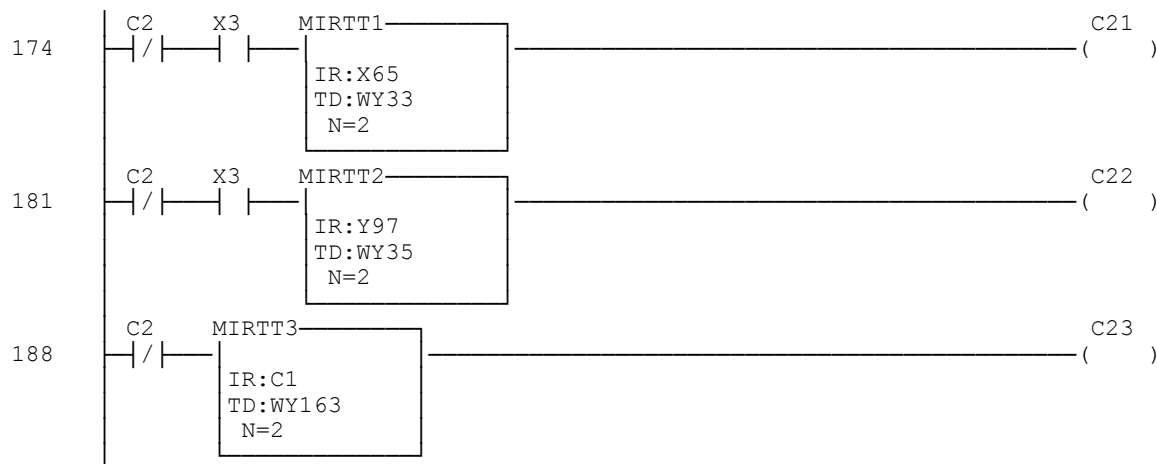 C2 X3 MIRTT1 C21
174 / ( )
IR:X65
TD:WY33
N=2
C2 X3 MIRTT2 C22
181 / ( )
IR:Y97
TD:WY35
N=2
C2 MIRTT3 C23
188 / ( )
IR:C1
TD:WY163
N=2